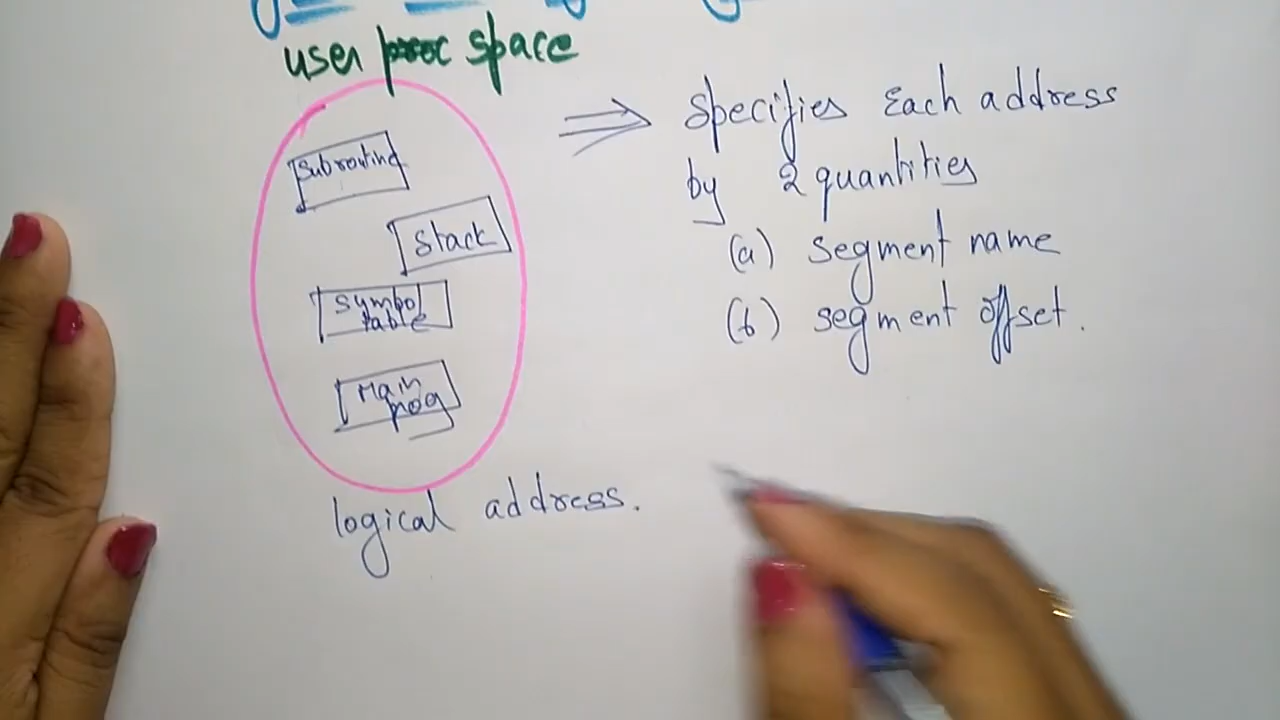 user space
Subroutine
Stack
Symbol
table
Main
prog
logical address.
Specifies Each address
by 2 quantities
(a) segment name
(b) segment offset.